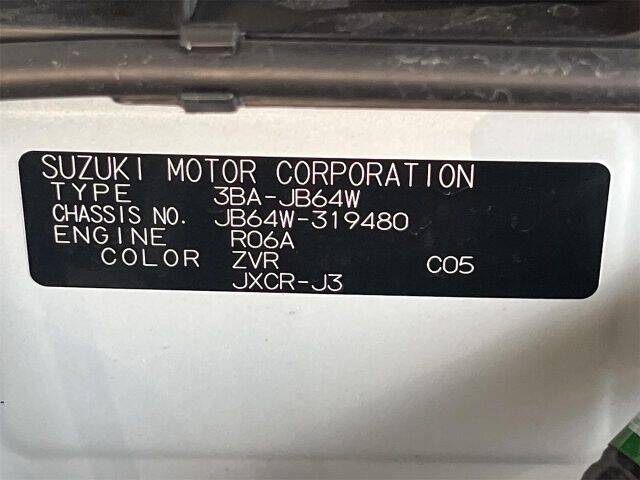 SUZUKI MOTOR CORPORATION
TYPE 3BA-JB64W
CHASSIS NO. JB64W-319480
ENGINE R06A
COLOR ZVR C05
JXCR-J3